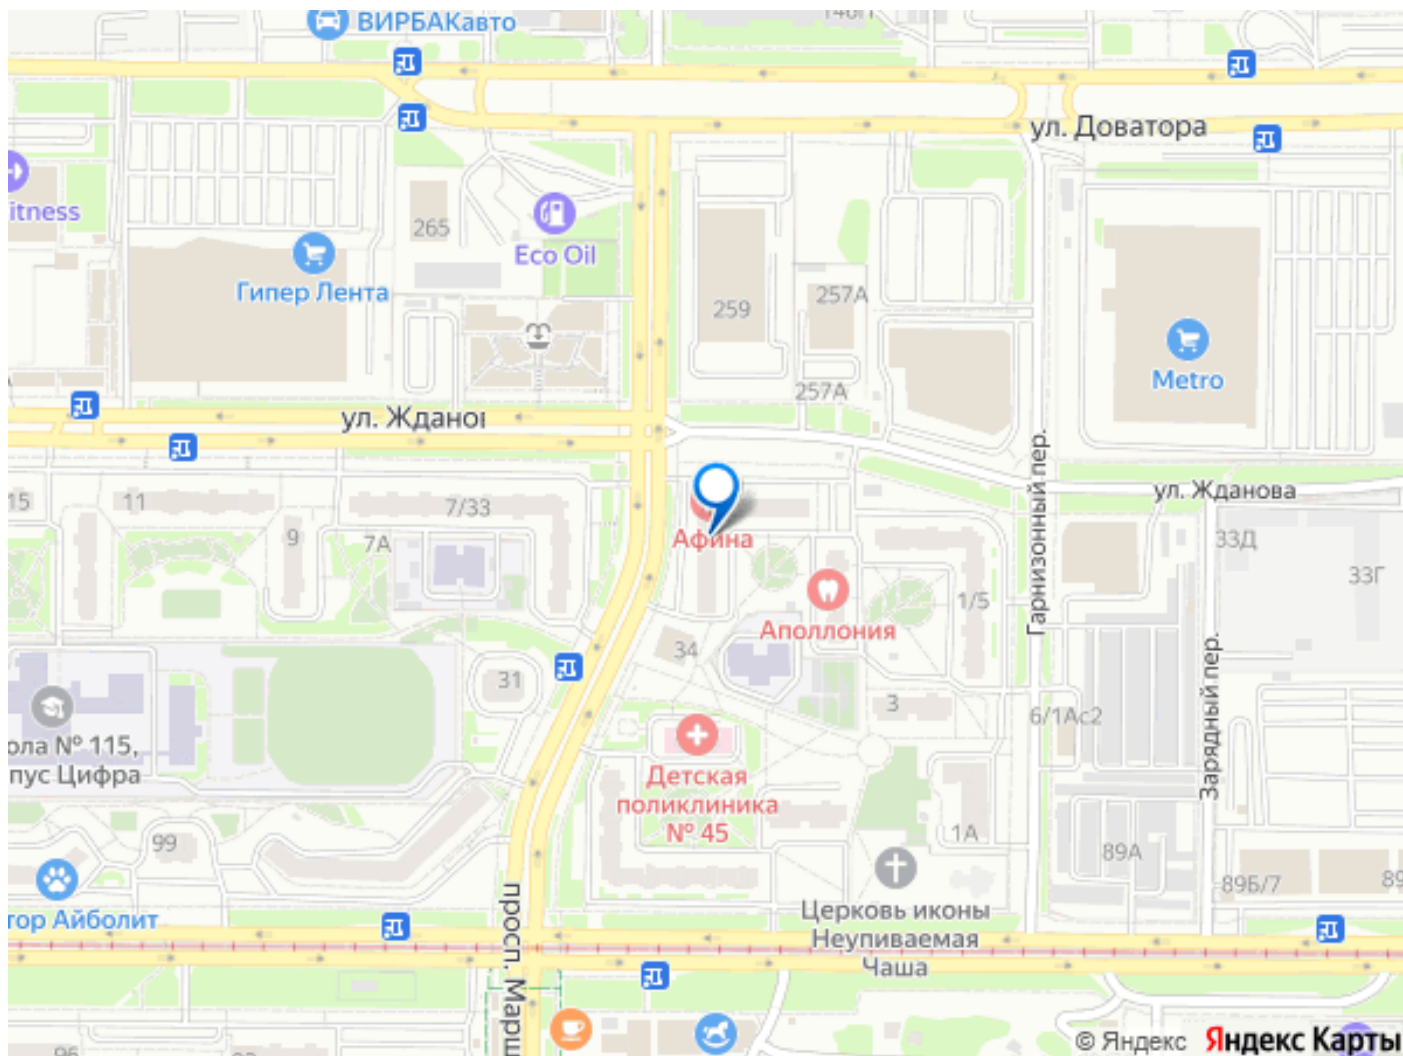 146П
ВИРБАКавто
ул. Доватора
itness
265
Eco Oil
Гипер Лента
259
257А
257А
Metro
ул. Жданов
Гарнизонный пер.
ул. Жданова
15
11
7/33
9
7А
Афина
33Д
33Г
1/5
Аполлония
34
31
3
6/1Ас2
Зарядный пер.
ола № 115,
пус Цифра
Детская
поликлиника
№ 45
99
1А
89А
89Б/7
89
тор Айболит
просп. Марш
Церковь иконы
Неупиваемая
Чаша
© Яндекс Яндекс Карты